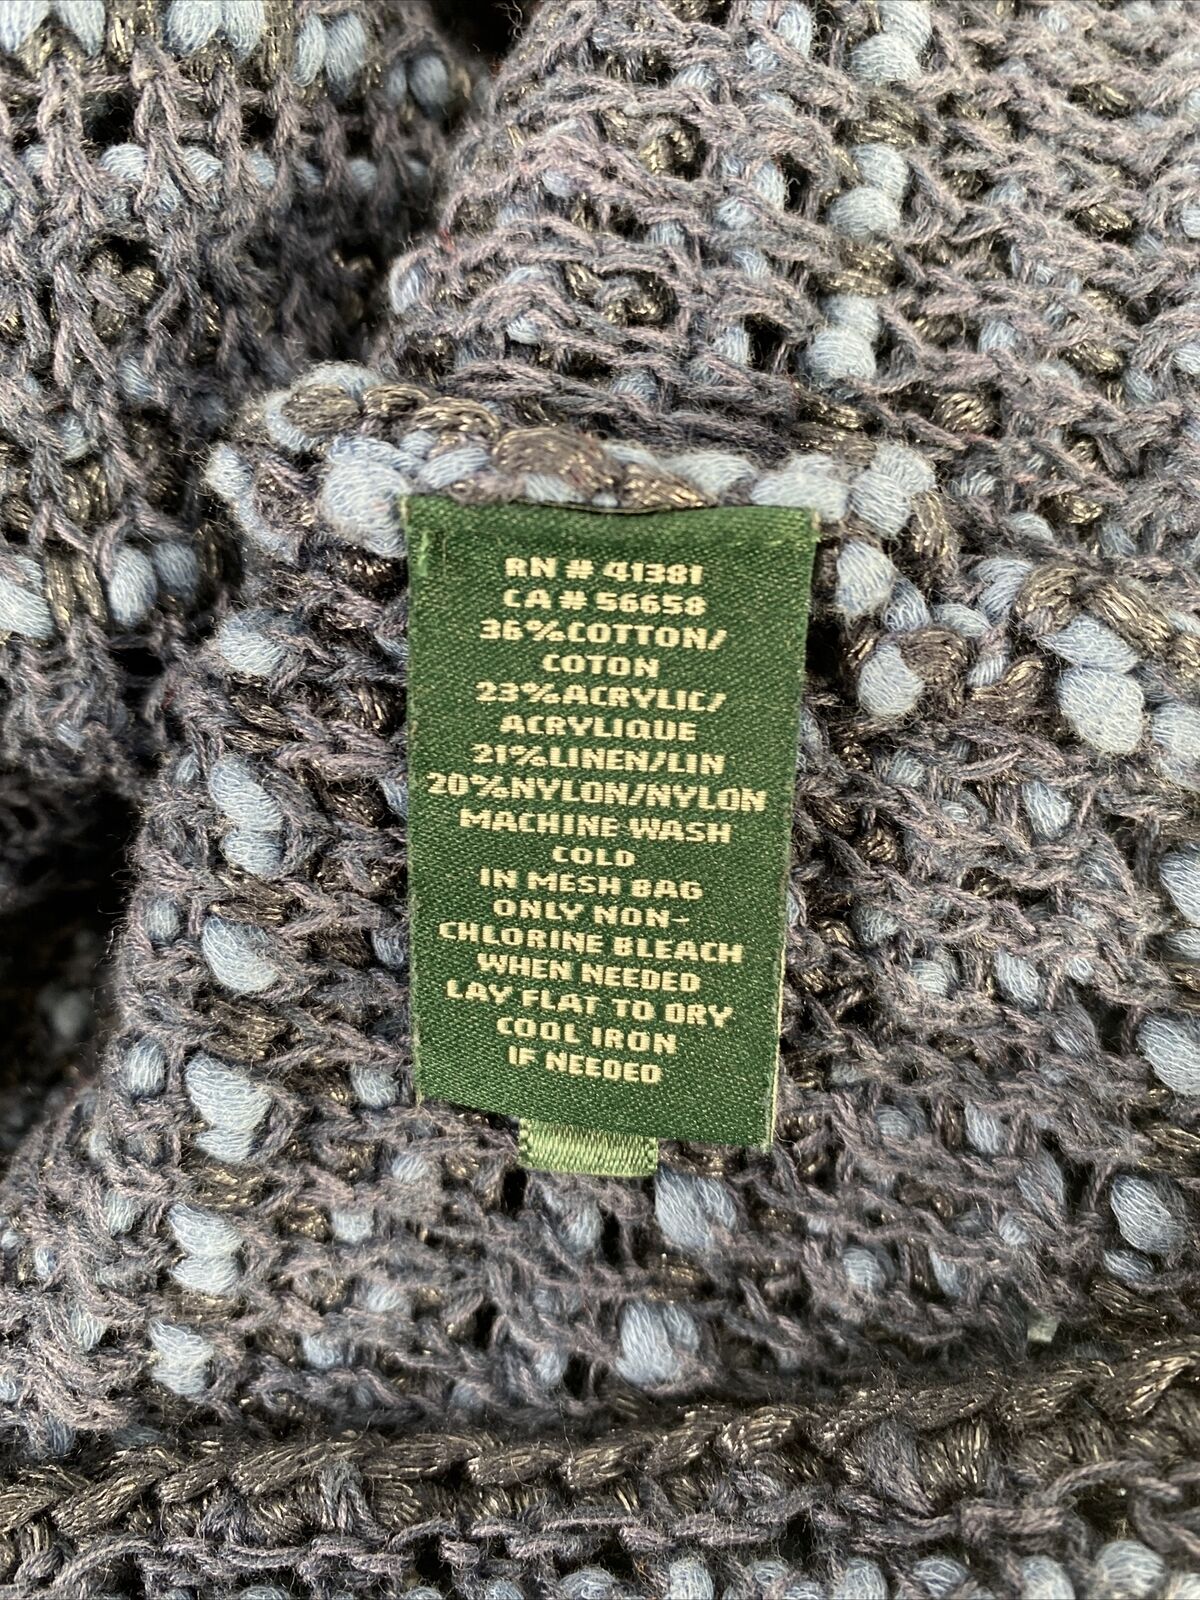 RN # 41381
CA # 56658
36%COTTON/
COTON
23%ACRYLIC/
ACRYLIQUE
21%LINEN/LIN
20%NYLON/NYLON
MACHINE WASH
COLD
IN MESH BAG
ONLY NON-
CHLORINE BLEACH
WHEN NEEDED
LAY FLAT TO DRY
COOL IRON
IF NEEDED